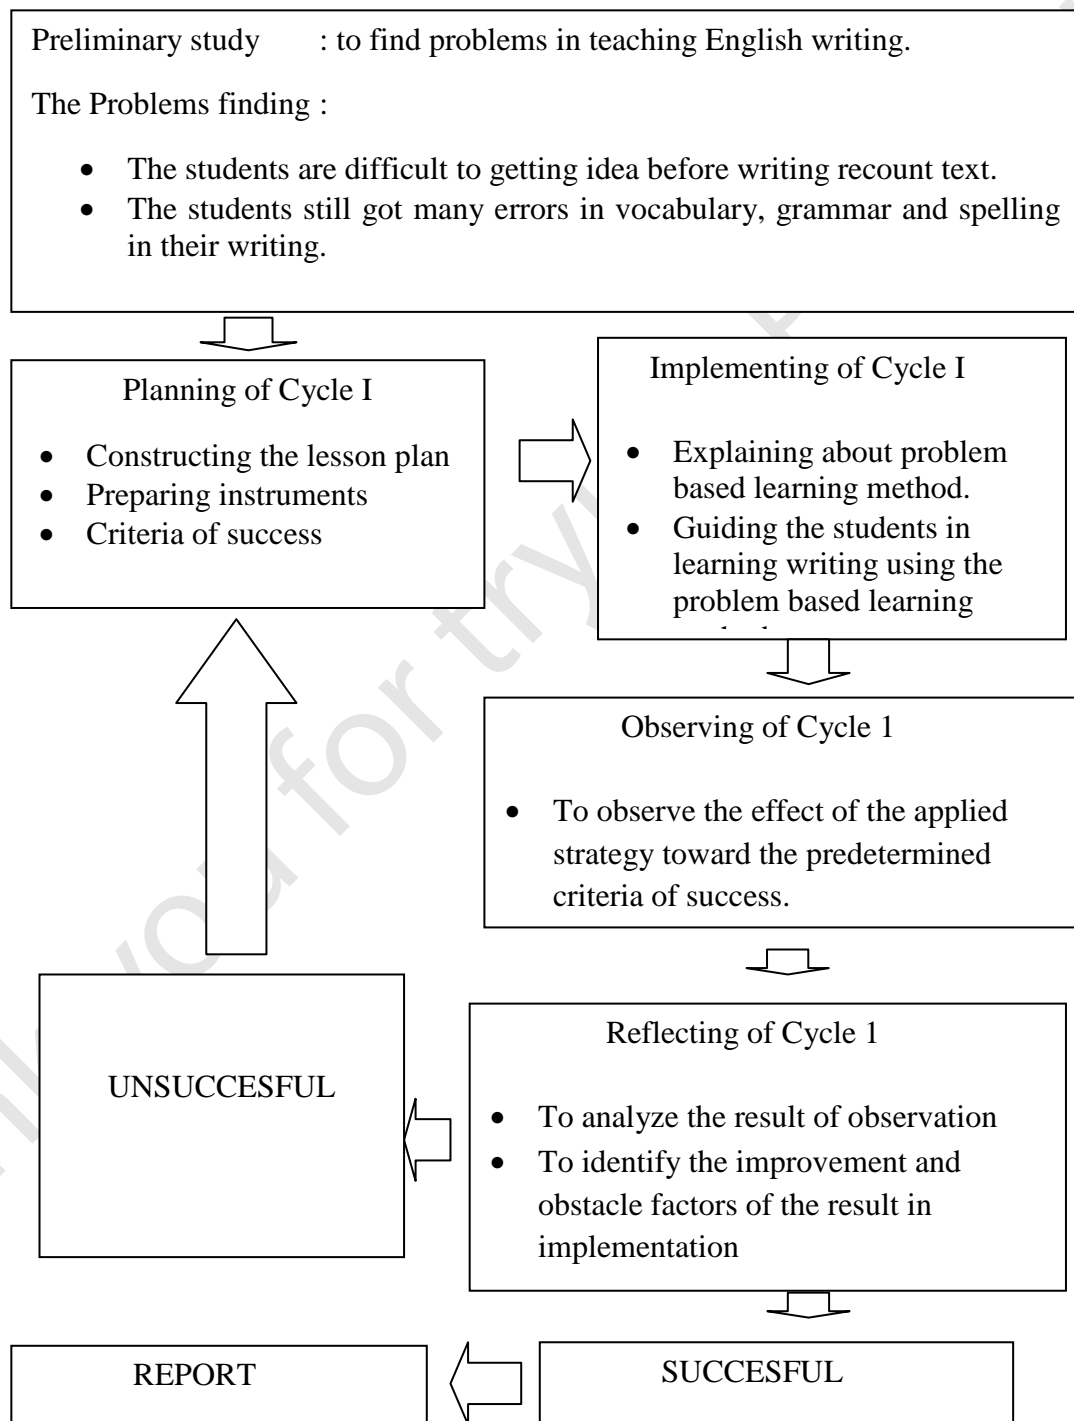 Preliminary study : to find problems in teaching English writing.
The Problems finding :
• The students are difficult to getting idea before writing recount text.
• The students still got many errors in vocabulary, grammar and spelling
in their writing.
Planning of Cycle I
• Constructing the lesson plan
• Preparing instruments
• Criteria of success
Implementing of Cycle I
• Explaining about problem
based learning method.
• Guiding the students in
learning writing using the
problem based learning
Observing of Cycle 1
• To observe the effect of the applied
strategy toward the predetermined
criteria of success.
UNSUCCESFUL
Reflecting of Cycle 1
• To analyze the result of observation
• To identify the improvement and
obstacle factors of the result in
implementation
REPORT
SUCCESFUL
you for try